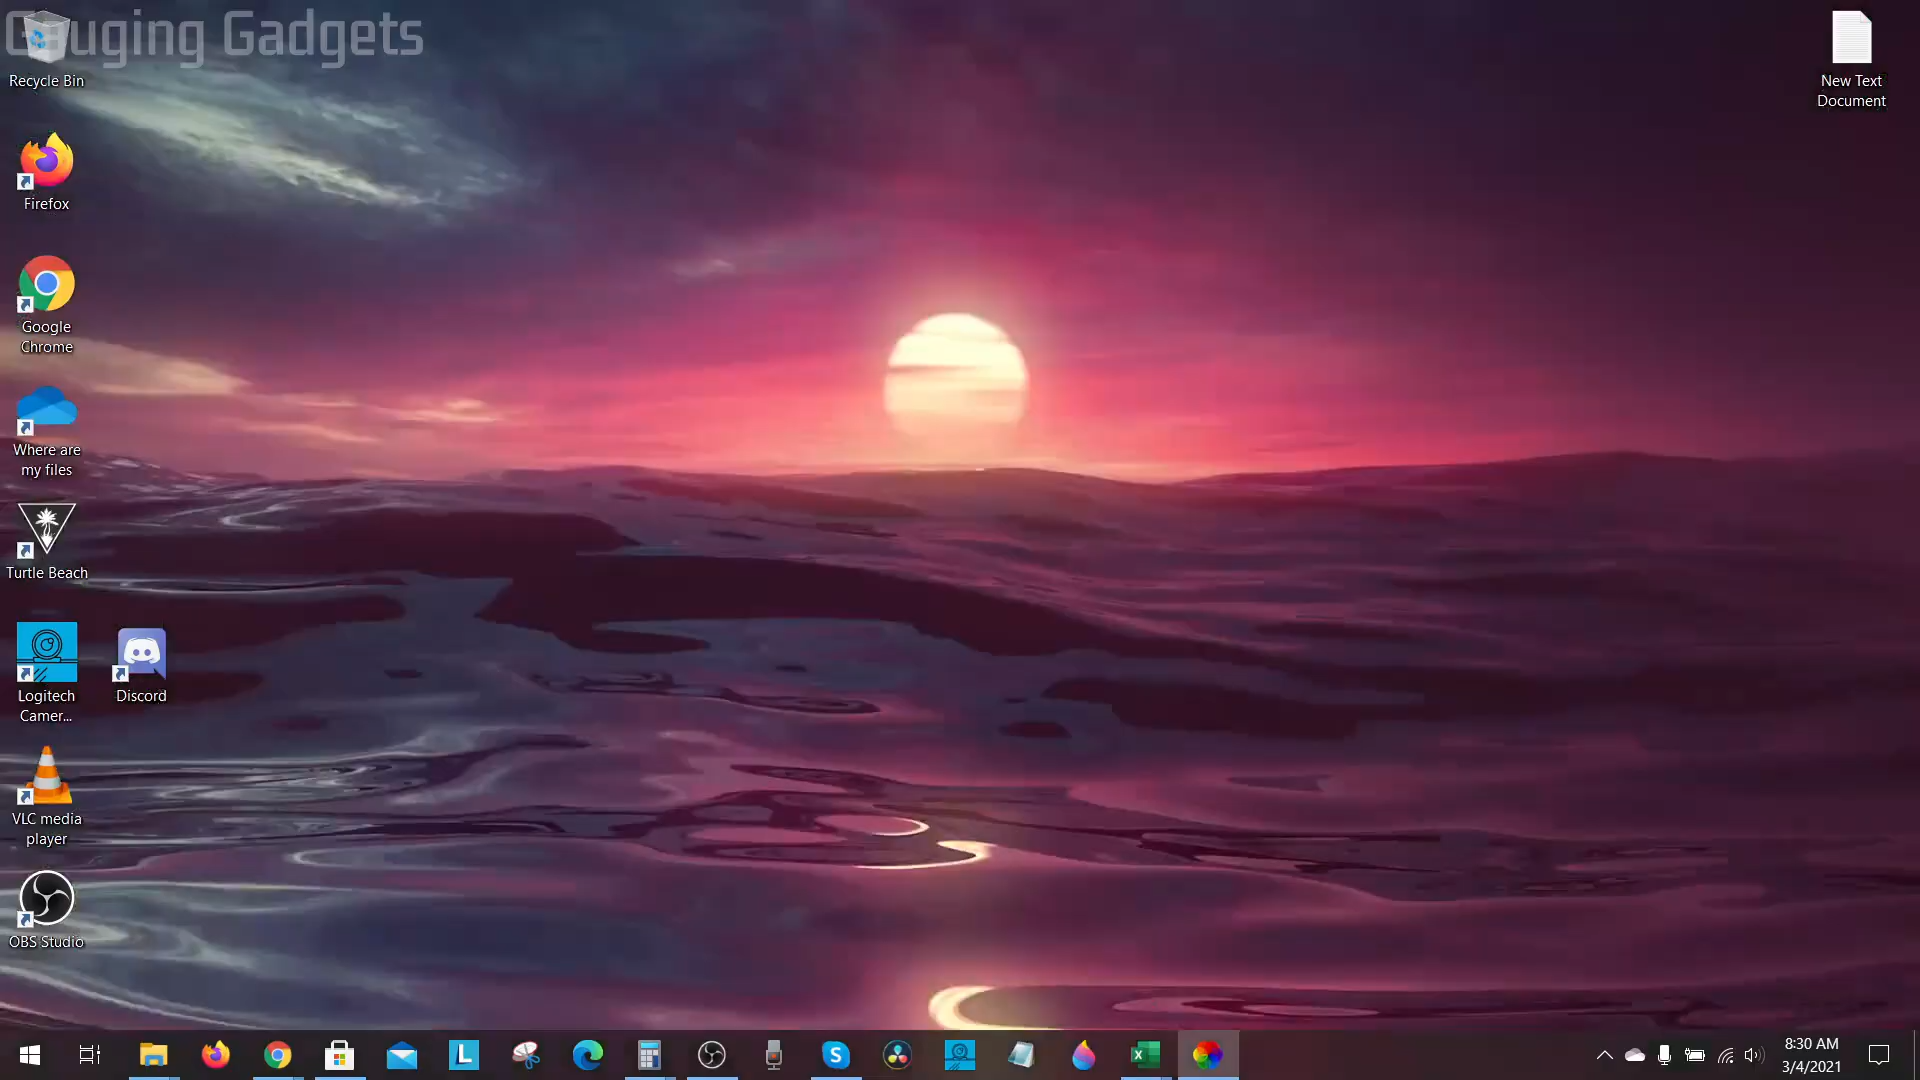 Gauging Gadgets
Recycle Bin
New Text
Document
Firefox
Google
Chrome
Where are
my files
Turtle Beach
Logitech
Camer...
Discord
VLC media
player
OBS Studio
L
S
X
8:30 AM
3/4/2021